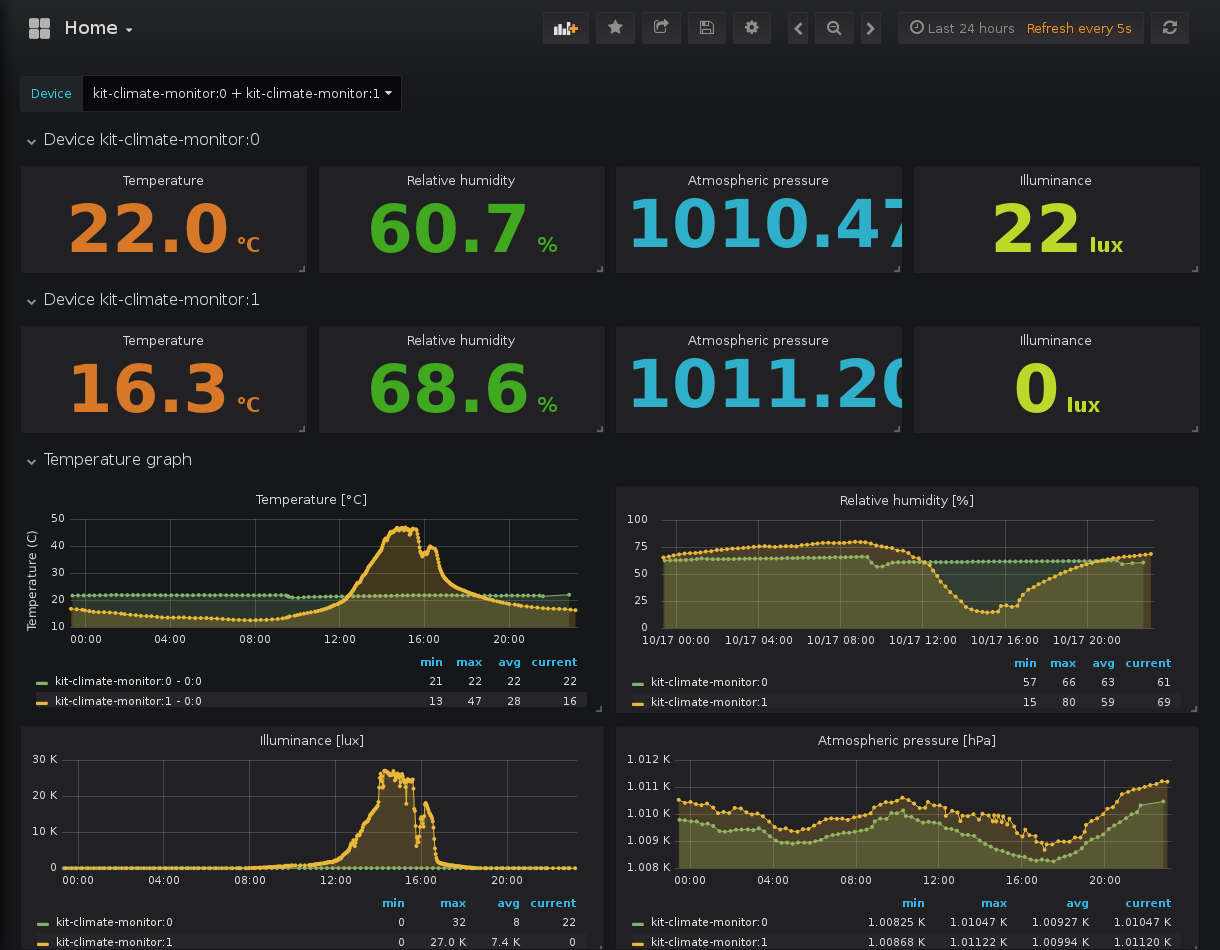 Home
Last 24 hours Refresh every 5s
Device kit-climate-monitor:0 + kit-climate-monitor:1
Device kit-climate-monitor:0
Temperature Relative humidity Atmospheric pressure Illuminance
22.0 °C 60.7 % 1010.47 22 lux
Device kit-climate-monitor:1
Temperature Relative humidity Atmospheric pressure Illuminance
16.3 °C 68.6 % 1011.20 0 lux
Temperature graph
Temperature [°C]
Temperature (C)
50
40
30
20
10
00:00 04:00 08:00 12:00 16:00 20:00
min max avg current
kit-climate-monitor:0 - 0:0 21 22 22 22
kit-climate-monitor:1 - 0:0 13 47 28 16
Relative humidity [%]
100
75
50
25
0
10/17 00:00 10/17 04:00 10/17 08:00 10/17 12:00 10/17 16:00 10/17 20:00
min max avg current
kit-climate-monitor:0 57 66 63 61
kit-climate-monitor:1 15 80 59 69
Illuminance [lux]
30 K
20 K
10 K
0
00:00 04:00 08:00 12:00 16:00 20:00
min max avg current
kit-climate-monitor:0 0 32 8 22
kit-climate-monitor:1 0 27.0 K 7.4 K 0
Atmospheric pressure [hPa]
1.012 K
1.011 K
1.010 K
1.009 K
1.008 K
00:00 04:00 08:00 12:00 16:00 20:00
min max avg current
kit-climate-monitor:0 1.00825 K 1.01047 K 1.00927 K 1.01047 K
kit-climate-monitor:1 1.00868 K 1.01122 K 1.00994 K 1.01120 K